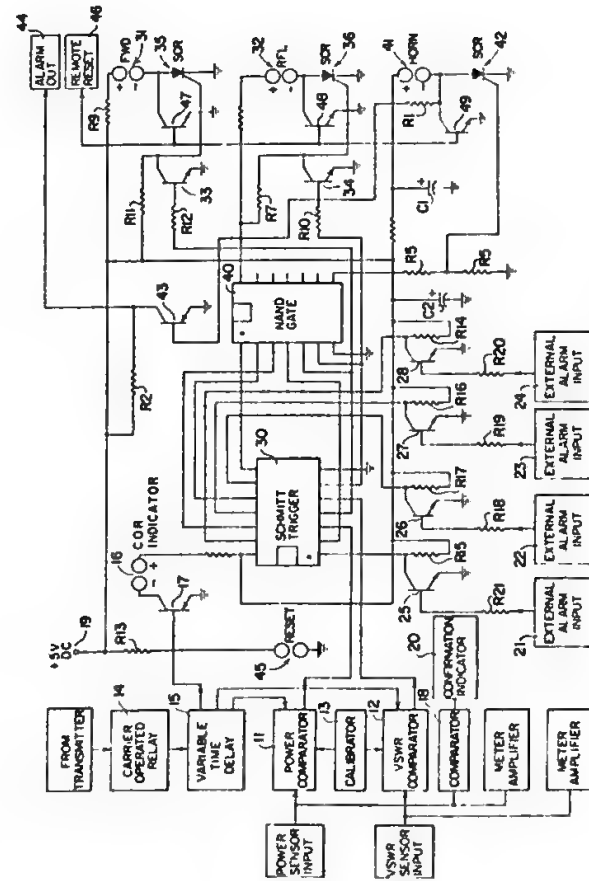 44
ALARM OUT
46
REMOTE RESET
+5V DC
19
R13
R9
+ FWD -
31
35
SCR
47
R11
R12
33
R2
43
+ RFL -
32
SCR
36
48
R7
R10
34
41
+ HORN -
R1
SCR
42
49
C1
+
C2
+
R5
R5
40
NAND GATE
30
SCHMITT TRIGGER
COR INDICATOR
16
- +
17
45
RESET
FROM TRANSMITTER
14
CARRIER OPERATED RELAY
15
VARIABLE TIME DELAY
11
POWER COMPARATOR
13
CALIBRATOR
12
VSWR COMPARATOR
18
COMPARATOR
20
CONFIRMATION INDICATOR
METER AMPLIFIER
METER AMPLIFIER
POWER SENSOR INPUT
VSWR SENSOR INPUT
25
R15
R21
21
EXTERNAL ALARM INPUT
26
R17
R18
22
EXTERNAL ALARM INPUT
27
R16
R19
23
EXTERNAL ALARM INPUT
28
R14
R20
24
EXTERNAL ALARM INPUT